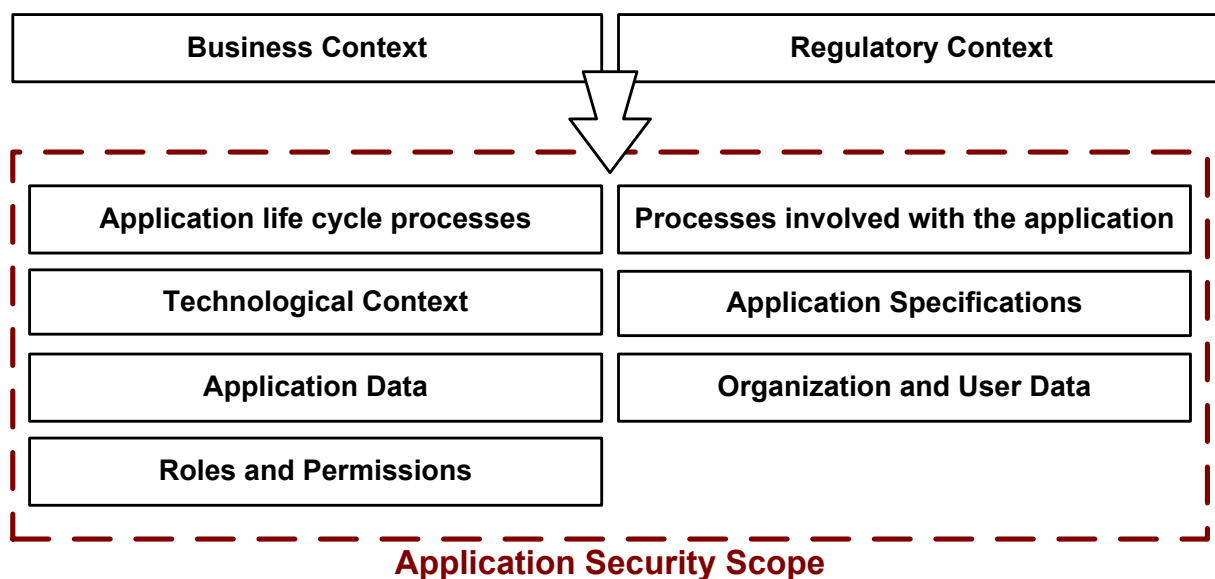 Business Context
Regulatory Context
Application life cycle processes
Processes involved with the application
Technological Context
Application Specifications
Application Data
Organization and User Data
Roles and Permissions
Application Security Scope